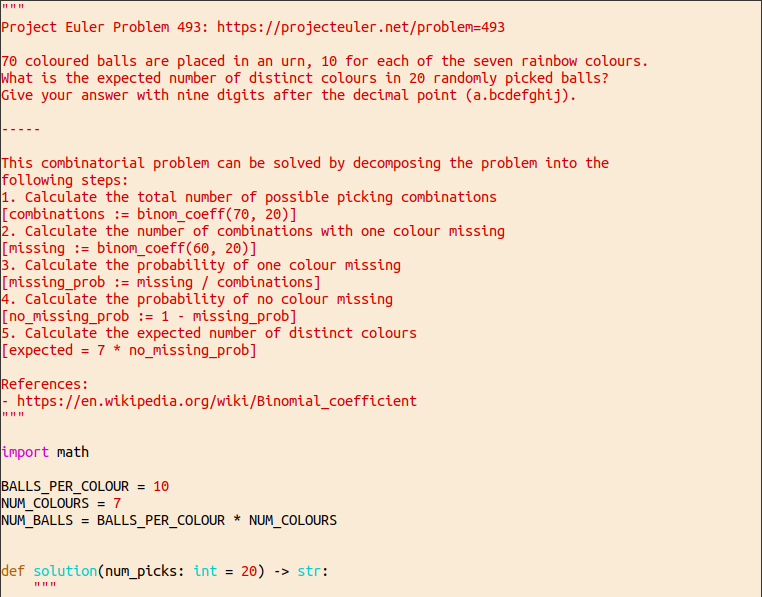 """
Project Euler Problem 493: https://projecteuler.net/problem=493
70 coloured balls are placed in an urn, 10 for each of the seven rainbow colours.
What is the expected number of distinct colours in 20 randomly picked balls?
Give your answer with nine digits after the decimal point (a.bcdefghij).
-----
This combinatorial problem can be solved by decomposing the problem into the
following steps:
1. Calculate the total number of possible picking combinations
[combinations := binom_coeff(70, 20)]
2. Calculate the number of combinations with one colour missing
[missing := binom_coeff(60, 20)]
3. Calculate the probability of one colour missing
[missing_prob := missing / combinations]
4. Calculate the probability of no colour missing
[no_missing_prob := 1 - missing_prob]
5. Calculate the expected number of distinct colours
[expected = 7 * no_missing_prob]
References:
- https://en.wikipedia.org/wiki/Binomial_coefficient
"""
import math
BALLS_PER_COLOUR = 10
NUM_COLOURS = 7
NUM_BALLS = BALLS_PER_COLOUR * NUM_COLOURS
def solution(num_picks: int = 20) -> str:
    """